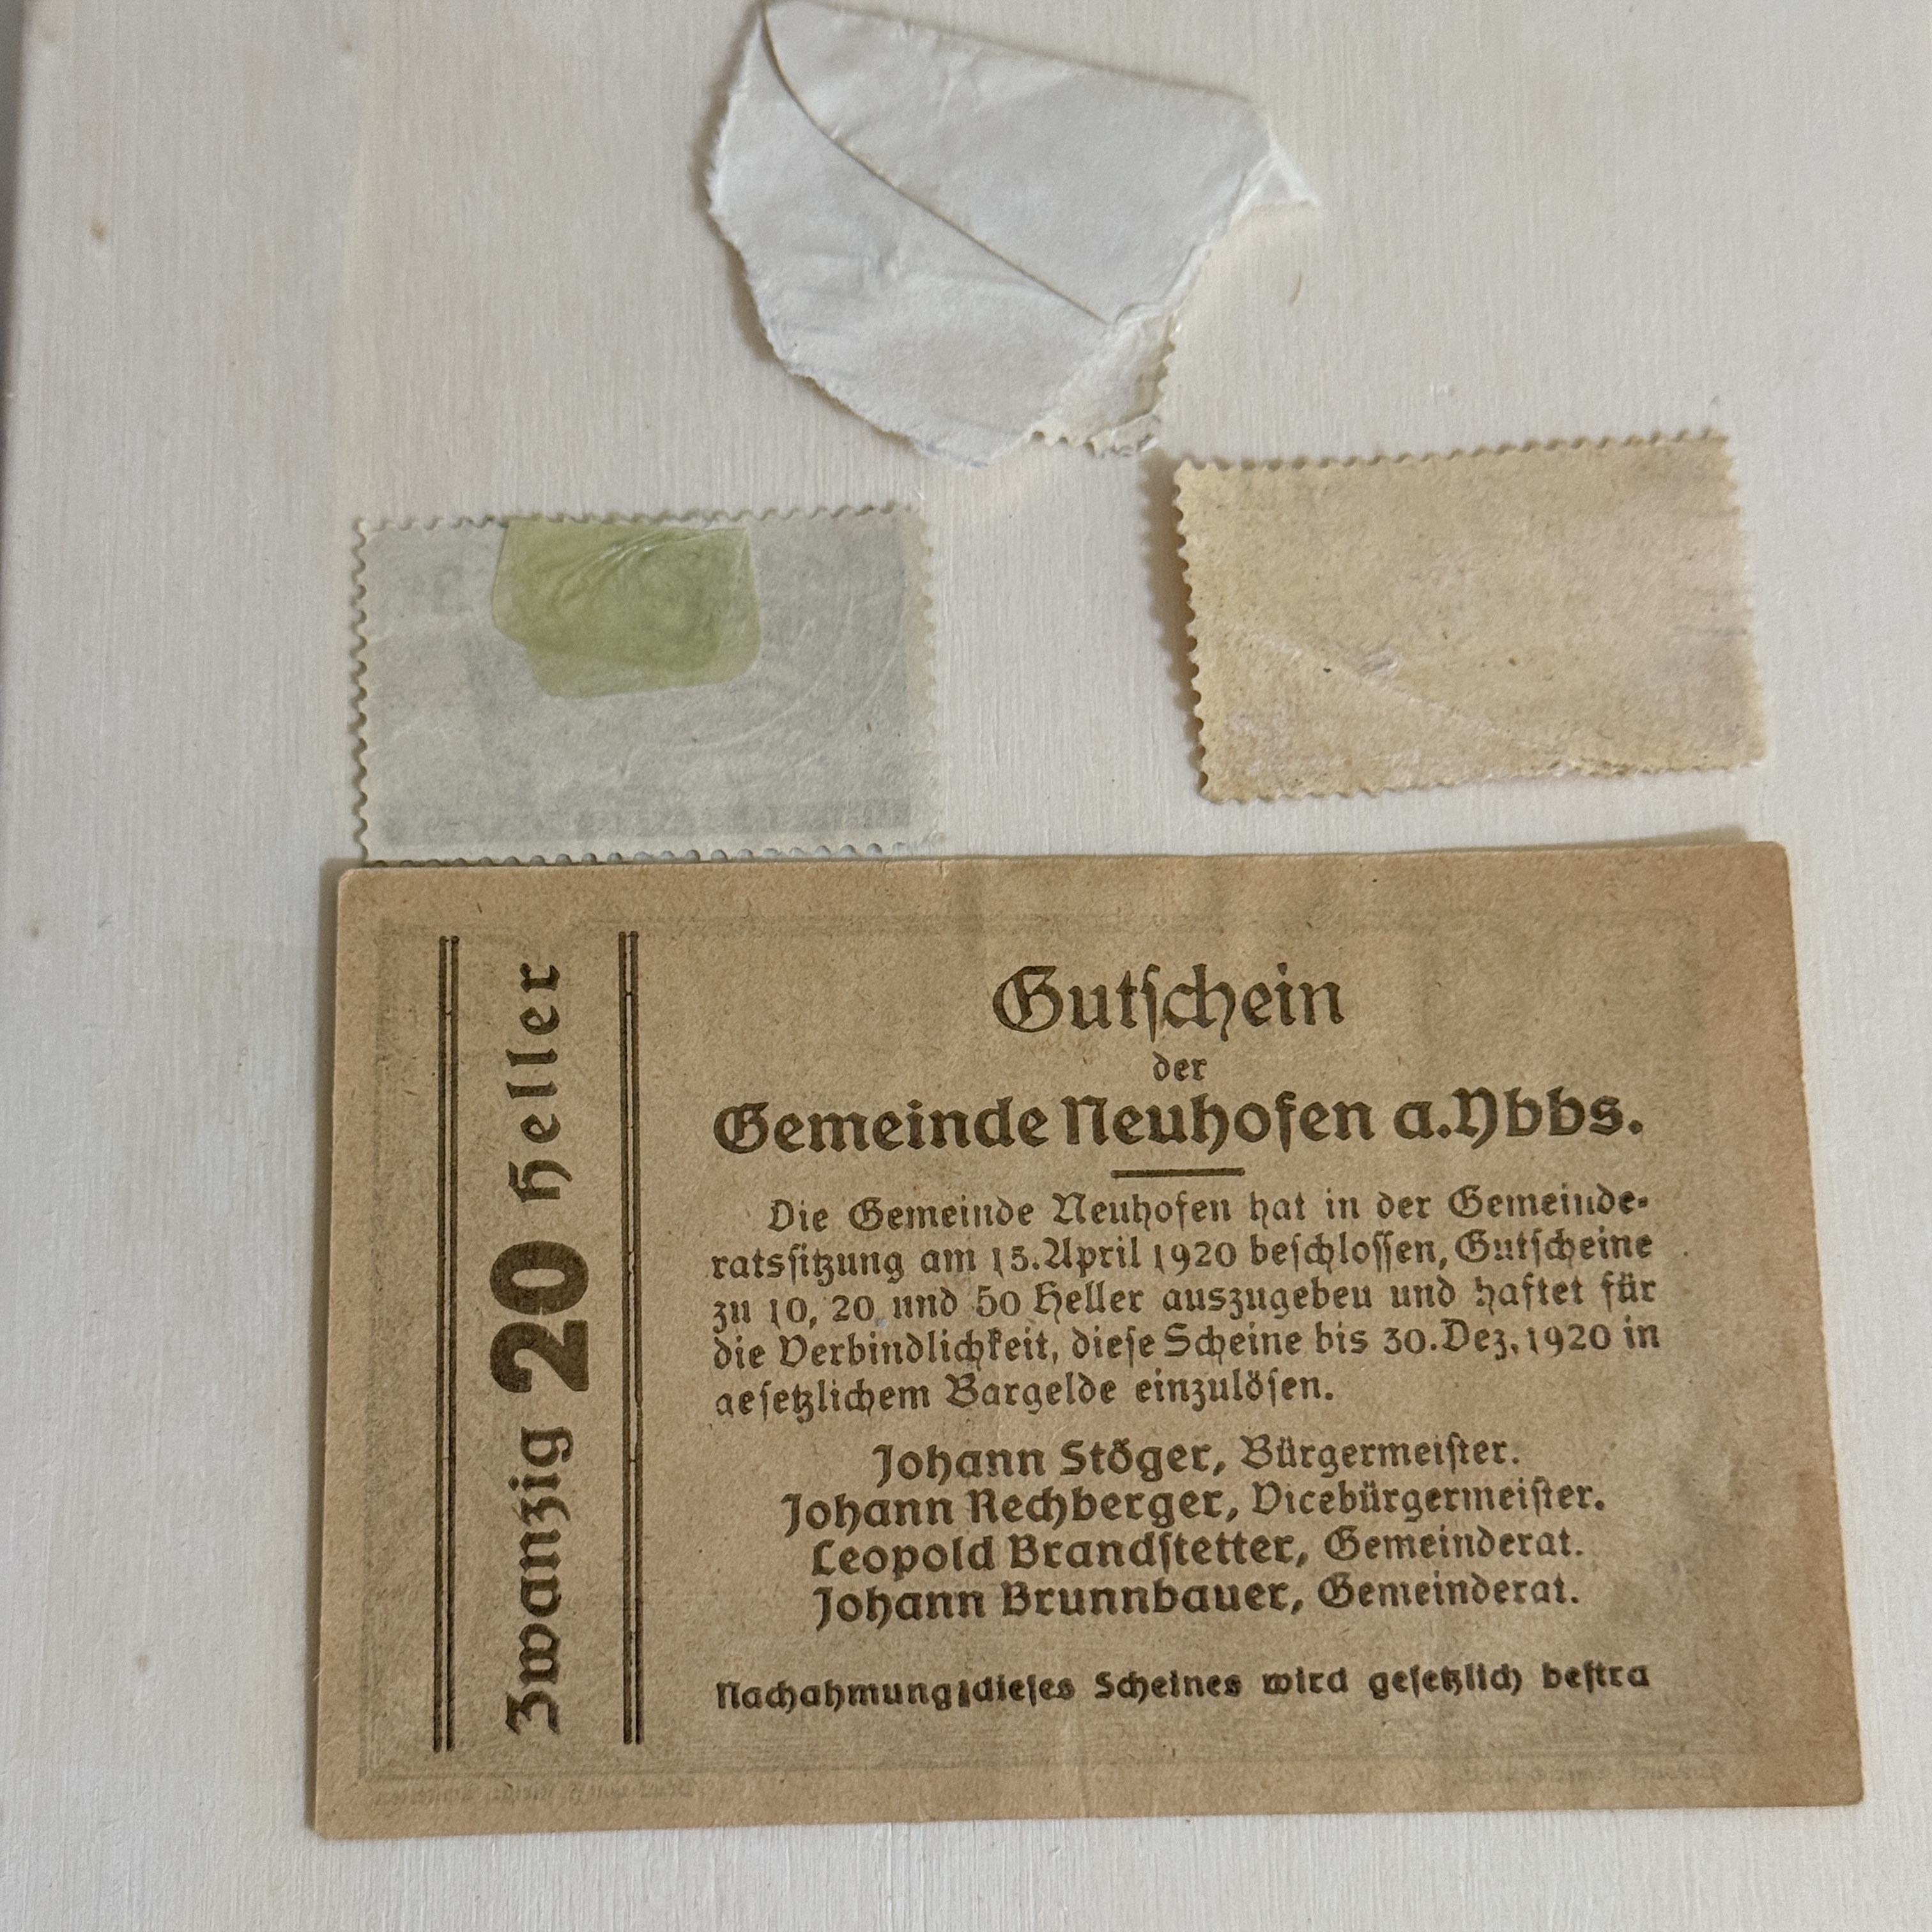 Zwanzig 20 Heller
Gutschein
der
Gemeinde Neuhofen a. Ybbs.
Die Gemeinde Neuhofen hat in der Gemeinde-
ratssitzung am 15. April 1920 beschlossen, Gutscheine
zu 10, 20 und 50 Heller auszugeben und haftet für
die Verbindlichkeit, diese Scheine bis 30. Dez. 1920 in
gesetzlichem Bargelde einzulösen.
Johann Stöger, Bürgermeister.
Johann Rechberger, Vicebürgermeister.
Leopold Brandstetter, Gemeinderat.
Johann Brunnbauer, Gemeinderat.
Nachahmung dieses Scheines wird gesetzlich bestra